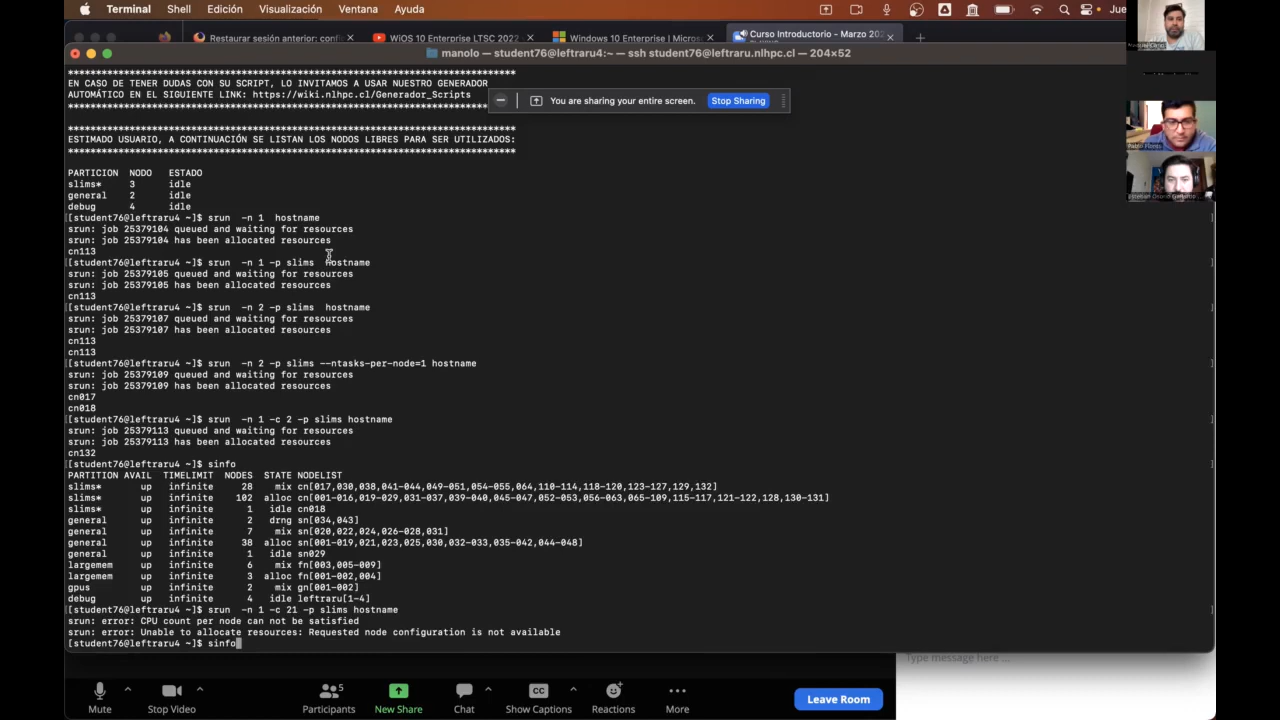 Terminal Shell Edición Visualización Ventana Ayuda
Jue
Restaurar sesión anterior: confi
WiOS 10 Enterprise LTSC 2022
Windows 10 Enterprise | Micros
Curso Introductorio - Marzo 202
manolo — student76@leftraru4:~ — ssh student76@leftraru.nlhpc.cl — 204×52
********************************************************************************
EN CASO DE TENER DUDAS CON SU SCRIPT, LO INVITAMOS A USAR NUESTRO GENERADOR
AUTOMÁTICO EN EL SIGUIENTE LINK: https://wiki.nlhpc.cl/Generador_Scripts
********************************************************************************
You are sharing your entire screen. Stop Sharing
********************************************************************************
ESTIMADO USUARIO, A CONTINUACIÓN SE LISTAN LOS NODOS LIBRES PARA SER UTILIZADOS:
********************************************************************************
PARTICION NODO ESTADO
slims* 3 idle
general 2 idle
debug 4 idle
[student76@leftraru4 ~]$ srun -n 1 hostname
srun: job 25379104 queued and waiting for resources
srun: job 25379104 has been allocated resources
cn113
[student76@leftraru4 ~]$ srun -n 1 -p slims hostname
srun: job 25379105 queued and waiting for resources
srun: job 25379105 has been allocated resources
cn113
[student76@leftraru4 ~]$ srun -n 2 -p slims hostname
srun: job 25379107 queued and waiting for resources
srun: job 25379107 has been allocated resources
cn113
cn113
[student76@leftraru4 ~]$ srun -n 2 -p slims --ntasks-per-node=1 hostname
srun: job 25379109 queued and waiting for resources
srun: job 25379109 has been allocated resources
cn017
cn018
[student76@leftraru4 ~]$ srun -n 1 -c 2 -p slims hostname
srun: job 25379113 queued and waiting for resources
srun: job 25379113 has been allocated resources
cn132
[student76@leftraru4 ~]$ sinfo
PARTITION AVAIL TIMELIMIT NODES STATE NODELIST
slims* up infinite 28 mix cn[017,030,038,041-044,049-051,054-055,064,110-114,118-120,123-127,129,132]
slims* up infinite 102 alloc cn[001-016,019-029,031-037,039-040,045-047,052-053,056-063,065-109,115-117,121-122,128,130-131]
slims* up infinite 1 idle cn018
general up infinite 2 drng sn[034,043]
general up infinite 7 mix sn[020,022,024,026-028,031]
general up infinite 38 alloc sn[001-019,021,023,025,030,032-033,035-042,044-048]
general up infinite 1 idle sn029
largemem up infinite 6 mix fn[003,005-009]
largemem up infinite 3 alloc fn[001-002,004]
gpus up infinite 2 mix gn[001-002]
debug up infinite 4 idle leftraru[1-4]
[student76@leftraru4 ~]$ srun -n 1 -c 21 -p slims hostname
srun: error: CPU count per node can not be satisfied
srun: error: Unable to allocate resources: Requested node configuration is not available
[student76@leftraru4 ~]$ sinfo
Type message here ...
Mute Stop Video Participants 5 New Share Chat Show Captions Reactions More Leave Room